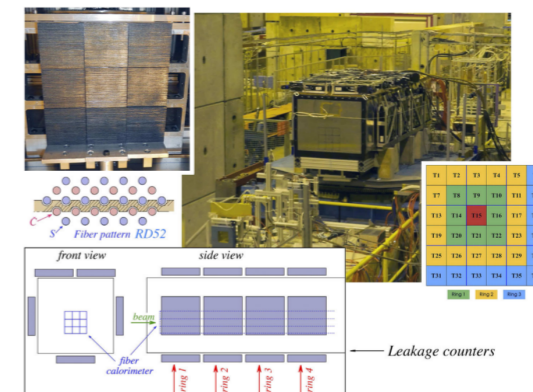 C
S
Fiber pattern RD52
T1 T2 T3 T4 T5
T7 T8 T9 T10 T11
T13 T14 T15 T16 T17
T19 T20 T21 T22 T23
T25 T26 T27 T28 T29
T31 T32 T33 T34 T35
Ring 1 Ring 2 Ring 3
front view side view
beam
fiber
calorimeter
ring 1 ring 2 ring 3 ring 4
Leakage counters